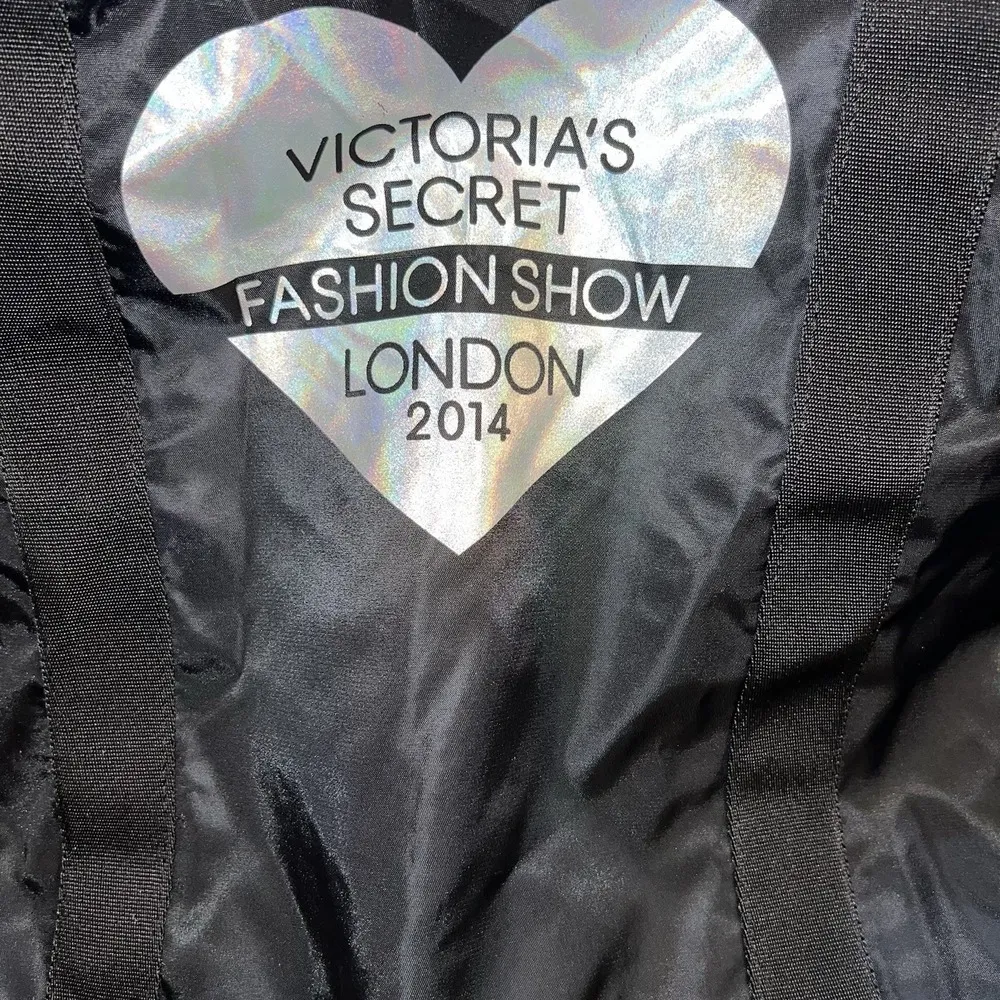 VICTORIA'S
SECRET
FASHION SHOW
LONDON
2014